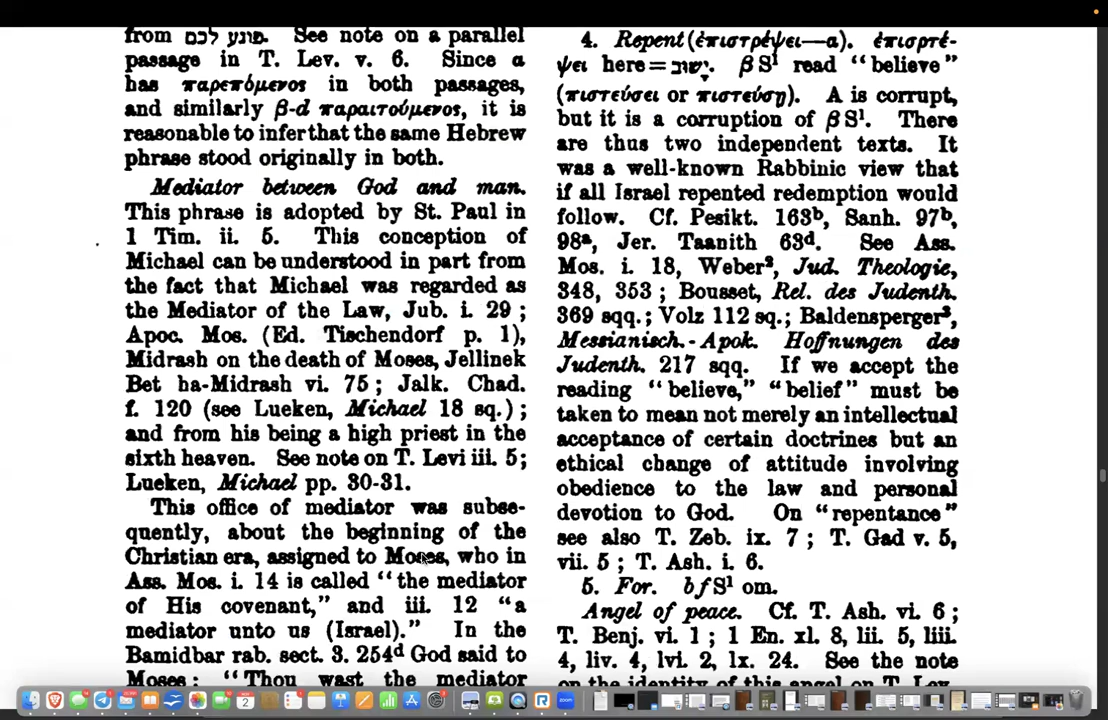 from פוגע לכם. See note on a parallel
passage in T. Lev. v. 6. Since α
has παρεπόμενος in both passages,
and similarly β-d παραιτούμενος, it is
reasonable to infer that the same Hebrew
phrase stood originally in both.
Mediator between God and man.
This phrase is adopted by St. Paul in
1 Tim. ii. 5. This conception of
Michael can be understood in part from
the fact that Michael was regarded as
the Mediator of the Law, Jub. i. 29 ;
Apoc. Mos. (Ed. Tischendorf p. 1),
Midrash on the death of Moses, Jellinek
Bet ha-Midrash vi. 75 ; Jalk. Chad.
f. 120 (see Lueken, Michael 18 sq.) ;
and from his being a high priest in the
sixth heaven. See note on T. Levi iii. 5;
Lueken, Michael pp. 30-31.
This office of mediator was subse-
quently, about the beginning of the
Christian era, assigned to Moses, who in
Ass. Mos. i. 14 is called "the mediator
of His covenant," and iii. 12 "a
mediator unto us (Israel)." In the
Bamidbar rab. sect. 3. 254ᵈ God said to
Moses: "Thou wast the mediator
4. Repent (ἐπιστρέψει—α). ἐπισρτέ-
ψει here = ישוב. β S¹ read "believe"
(πιστεύσει or πιστεύσῃ). A is corrupt,
but it is a corruption of β S¹. There
are thus two independent texts. It
was a well-known Rabbinic view that
if all Israel repented redemption would
follow. Cf. Pesikt. 163ᵇ, Sanh. 97ᵇ,
98ᵃ, Jer. Taanith 63ᵈ. See Ass.
Mos. i. 18, Weber², Jud. Theologie,
348, 353 ; Bousset, Rel. des Judenth.
369 sqq.; Volz 112 sq.; Baldensperger³,
Messianisch.-Apok. Hoffnungen des
Judenth. 217 sqq. If we accept the
reading "believe," "belief" must be
taken to mean not merely an intellectual
acceptance of certain doctrines but an
ethical change of attitude involving
obedience to the law and personal
devotion to God. On "repentance"
see also T. Zeb. ix. 7 ; T. Gad v. 5,
vii. 5 ; T. Ash. i. 6.
5. For. b f S¹ om.
Angel of peace. Cf. T. Ash. vi. 6 ;
T. Benj. vi. 1 ; 1 En. xl. 8, lii. 5, liii.
4, liv. 4, lvi. 2, lx. 24. See the note
on the identity of this angel on T. Lev.